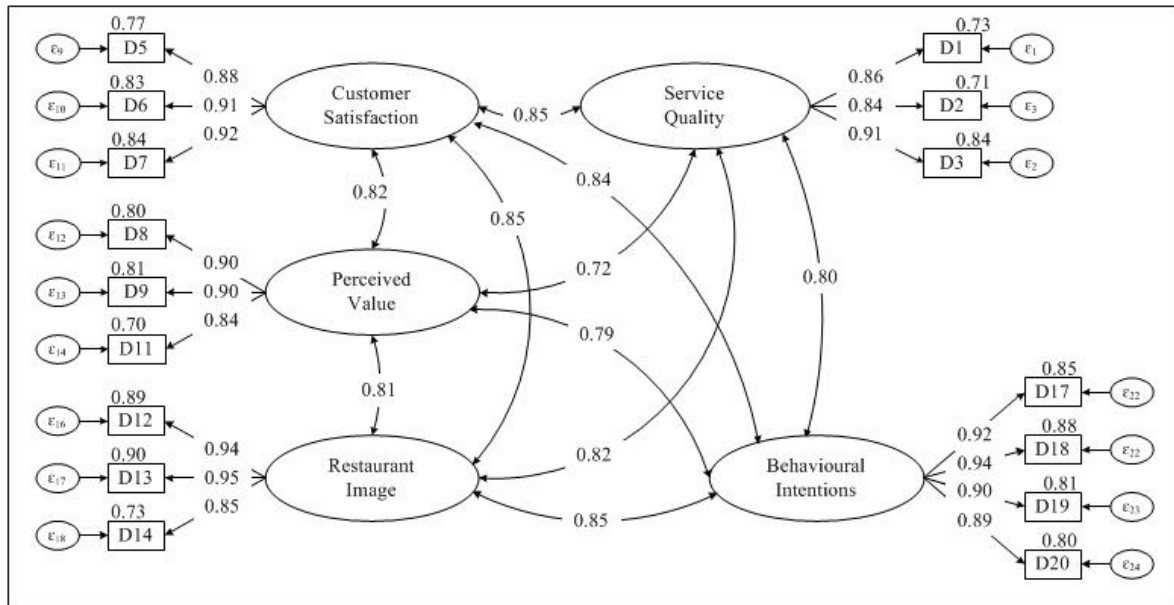 0.77
ε9 D5
0.88
0.83
ε10 D6
0.91
0.84
ε11 D7
0.92
Customer
Satisfaction
0.85
Service
Quality
0.73
D1 ε1
0.86
0.71
D2 ε3
0.84
0.84
D3 ε2
0.91
0.82
0.85
0.84
0.80
ε12 D8
0.90
0.81
ε13 D9
0.90
0.70
ε14 D11
0.84
Perceived
Value
0.72
0.80
0.79
0.81
0.89
ε16 D12
0.94
0.90
ε17 D13
0.95
0.73
ε18 D14
0.85
Restaurant
Image
0.82
0.85
Behavioural
Intentions
0.85
D17 ε22
0.92
0.88
D18 ε22
0.94
0.81
D19 ε23
0.90
0.80
D20 ε24
0.89